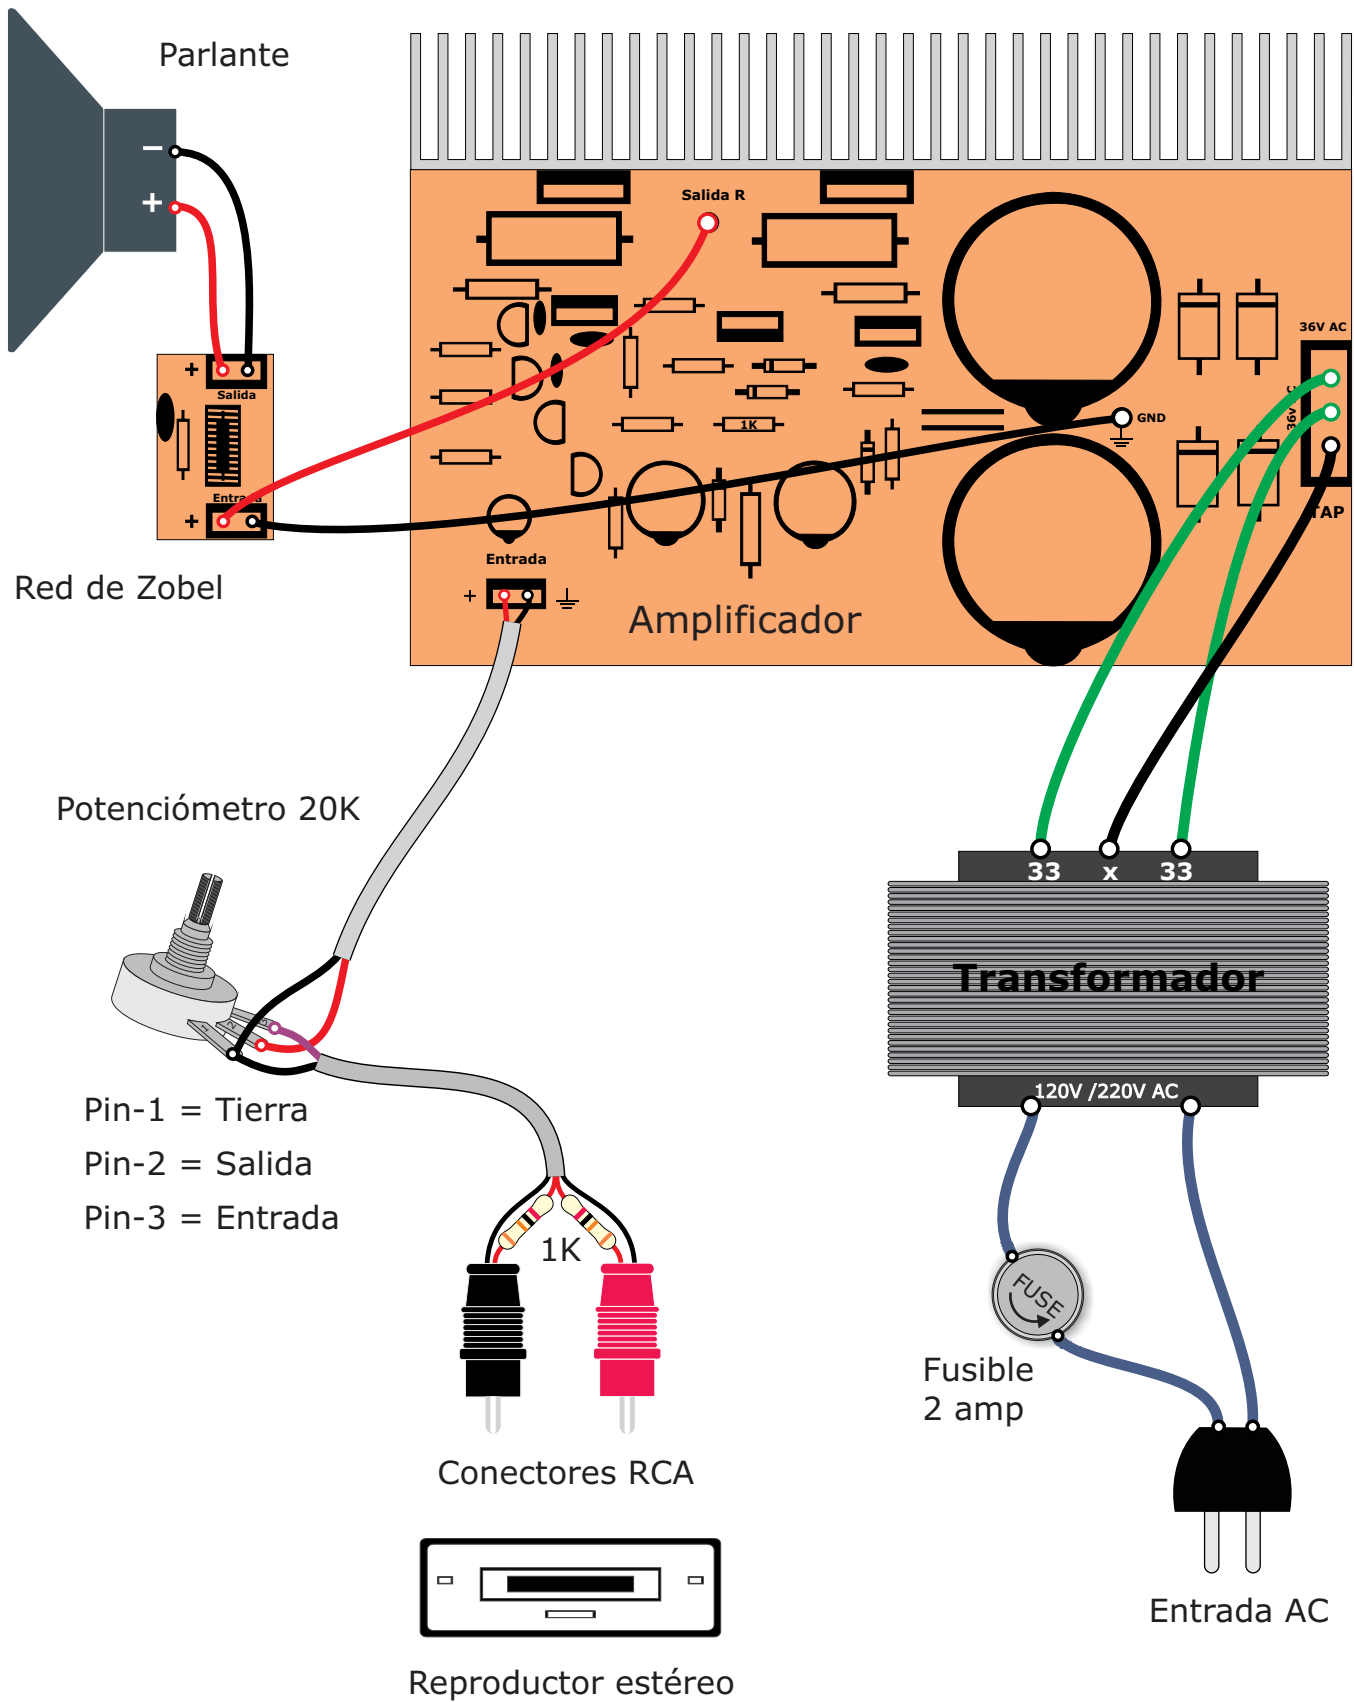 Parlante
−
+
Salida R
36V AC
+
Salida
1K
GND
Entrada
+
TAP
Entrada
+
Red de Zobel
Amplificador
Potenciómetro 20K
33 x 33
Transformador
1
2
120V /220V AC
Pin-1 = Tierra
Pin-2 = Salida
Pin-3 = Entrada
1K
FUSE
Fusible
2 amp
Conectores RCA
Entrada AC
Reproductor estéreo